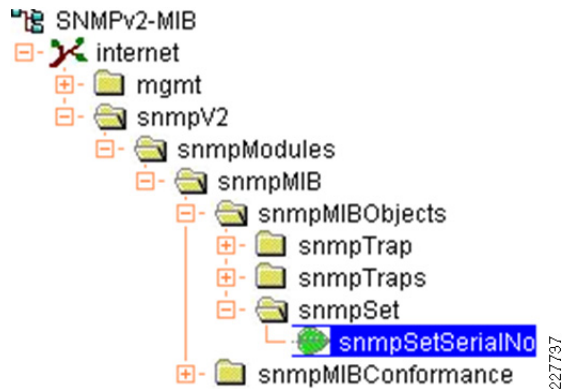 SNMPv2-MIB
internet
mgmt
snmpV2
snmpModules
snmpMIB
snmpMIBObjects
snmpTrap
snmpTraps
snmpSet
snmpSetSerialNo
snmpMIBConformance
227737